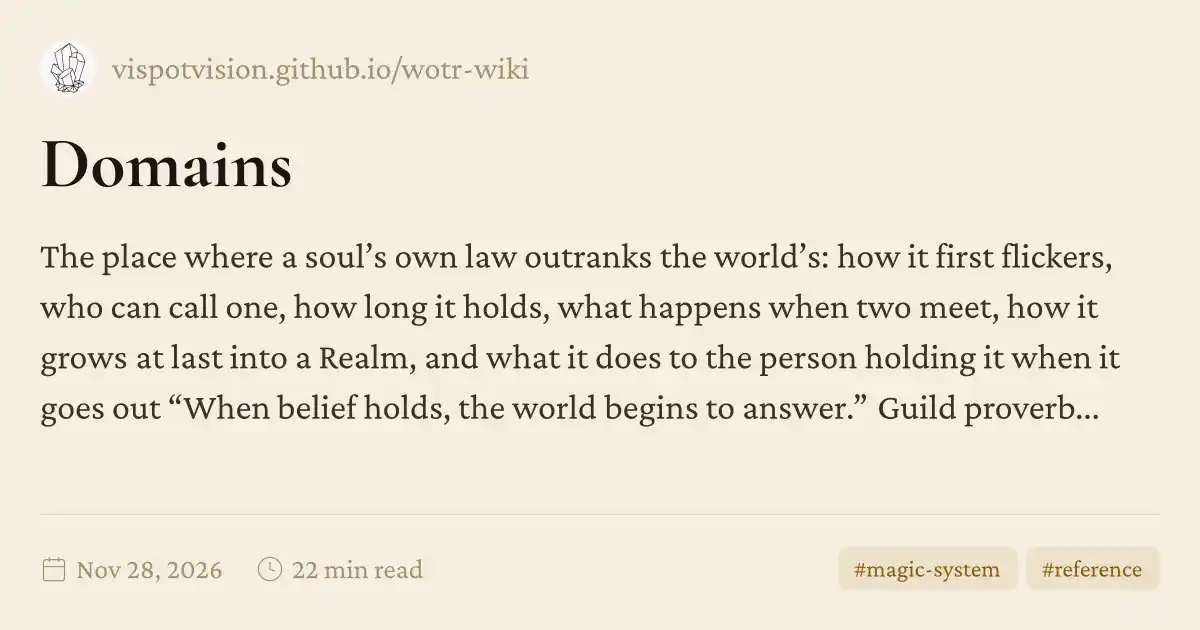 vispotvision.github.io/wotr-wiki
Domains
The place where a soul’s own law outranks the world’s: how it first flickers,
who can call one, how long it holds, what happens when two meet, how it
grows at last into a Realm, and what it does to the person holding it when it
goes out “When belief holds, the world begins to answer.” Guild proverb...
Nov 28, 2026
22 min read
#magic-system
#reference